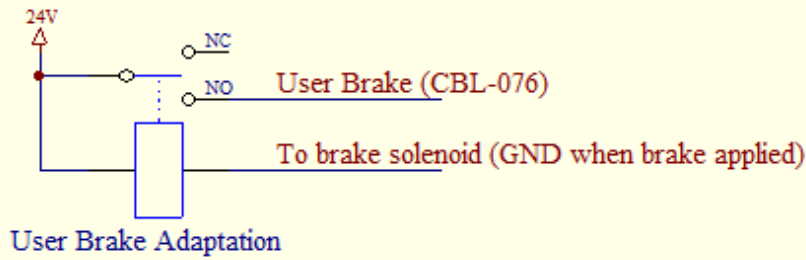 24V
NC
NO
User Brake (CBL-076)
To brake solenoid (GND when brake applied)
User Brake Adaptation